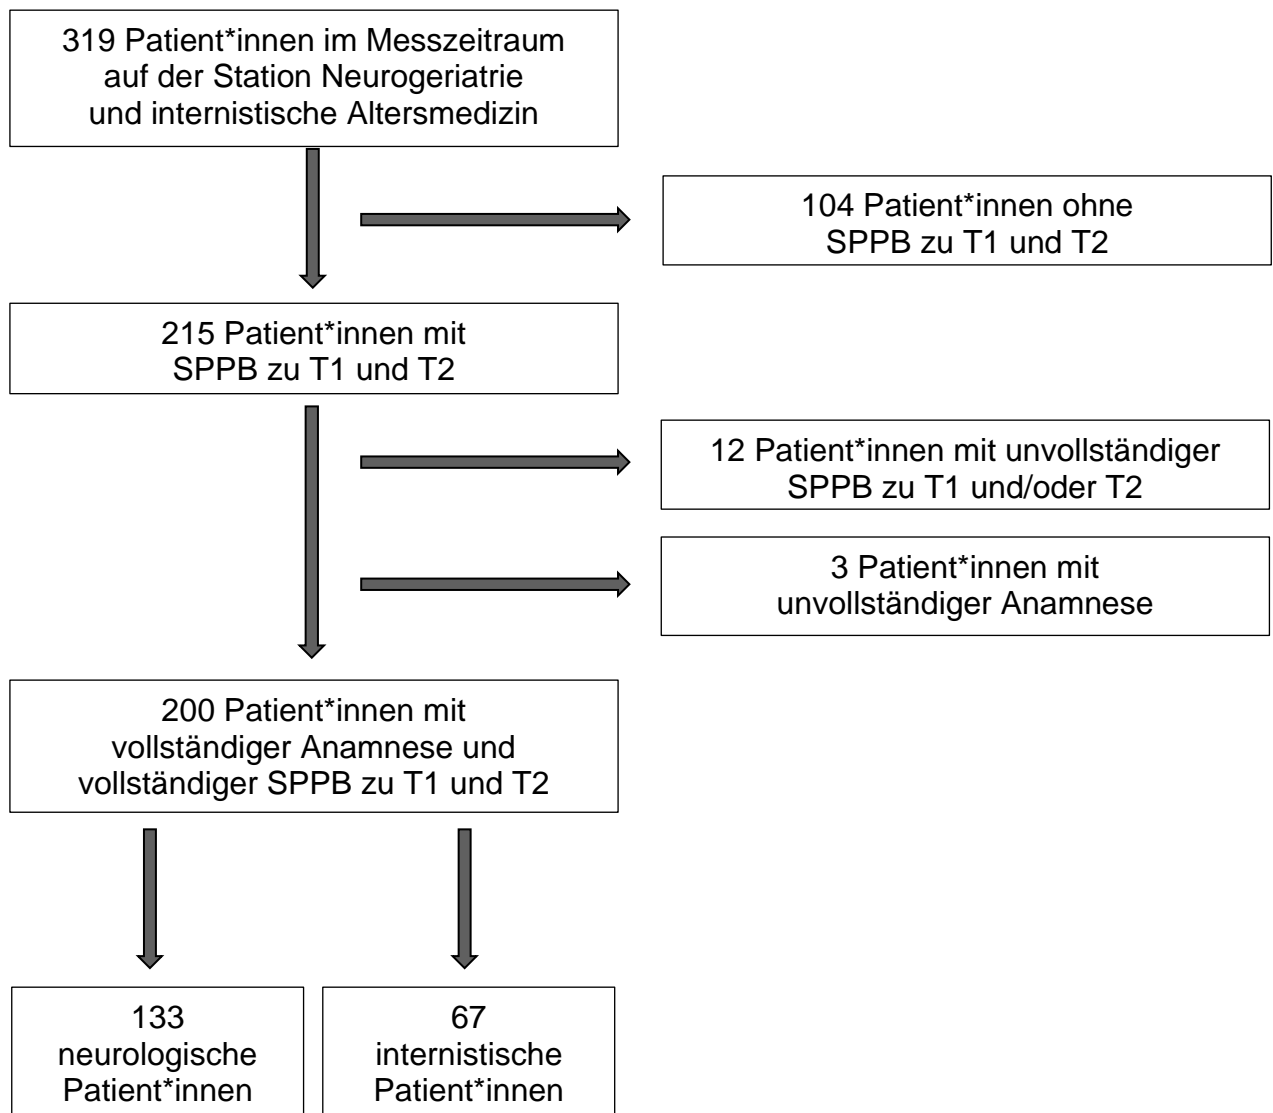 319 Patient*innen im Messzeitraum
auf der Station Neurogeriatrie
und internistische Altersmedizin
104 Patient*innen ohne
SPPB zu T1 und T2
215 Patient*innen mit
SPPB zu T1 und T2
12 Patient*innen mit unvollständiger
SPPB zu T1 und/oder T2
3 Patient*innen mit
unvollständiger Anamnese
200 Patient*innen mit
vollständiger Anamnese und
vollständiger SPPB zu T1 und T2
133
neurologische
Patient*innen
67
internistische
Patient*innen